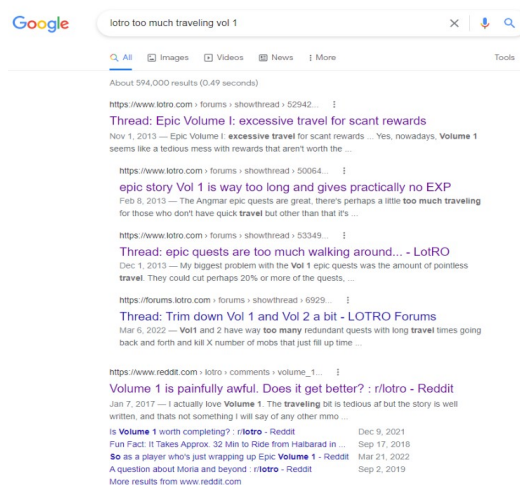 Google
lotro too much traveling vol 1
All Images Videos News More Tools
About 594,000 results (0.49 seconds)
https://www.lotro.com › forums › showthread › 52942...
Thread: Epic Volume I: excessive travel for scant rewards
Nov 1, 2013 — Epic Volume I: excessive travel for scant rewards ... Yes, nowadays, Volume 1
seems like a tedious mess with rewards that aren't worth the ...
https://www.lotro.com › forums › showthread › 50064...
epic story Vol 1 is way too long and gives practically no EXP
Feb 8, 2013 — The Angmar epic quests are great, there's perhaps a little too much traveling
for those who don't have quick travel but other than that it's ...
https://www.lotro.com › forums › showthread › 53349...
Thread: epic quests are too much walking around... - LotRO
Dec 1, 2013 — My biggest problem with the Vol 1 epic quests was the amount of pointless
travel. They could cut perhaps 20% or more of the quests, ...
https://forums.lotro.com › forums › showthread › 6929...
Thread: Trim down Vol 1 and Vol 2 a bit - LOTRO Forums
Mar 6, 2022 — Vol1 and 2 have way too many redundant quests with long travel times going
back and forth and kill X number of mobs that just fill up time ...
https://www.reddit.com › lotro › comments › volume_1...
Volume 1 is painfully awful. Does it get better? : r/lotro - Reddit
Jan 7, 2017 — I actually love Volume 1. The traveling bit is tedious af but the story is well
written, and thats not something I will say of any other mmo ...
Is Volume 1 worth completing? : r/lotro - Reddit Dec 9, 2021
Fun Fact: It Takes Approx. 32 Min to Ride from Halbarad in ... Sep 17, 2018
So as a player who's just wrapping up Epic Volume 1 - Reddit Mar 21, 2022
A question about Moria and beyond : r/lotro - Reddit Sep 2, 2019
More results from www.reddit.com